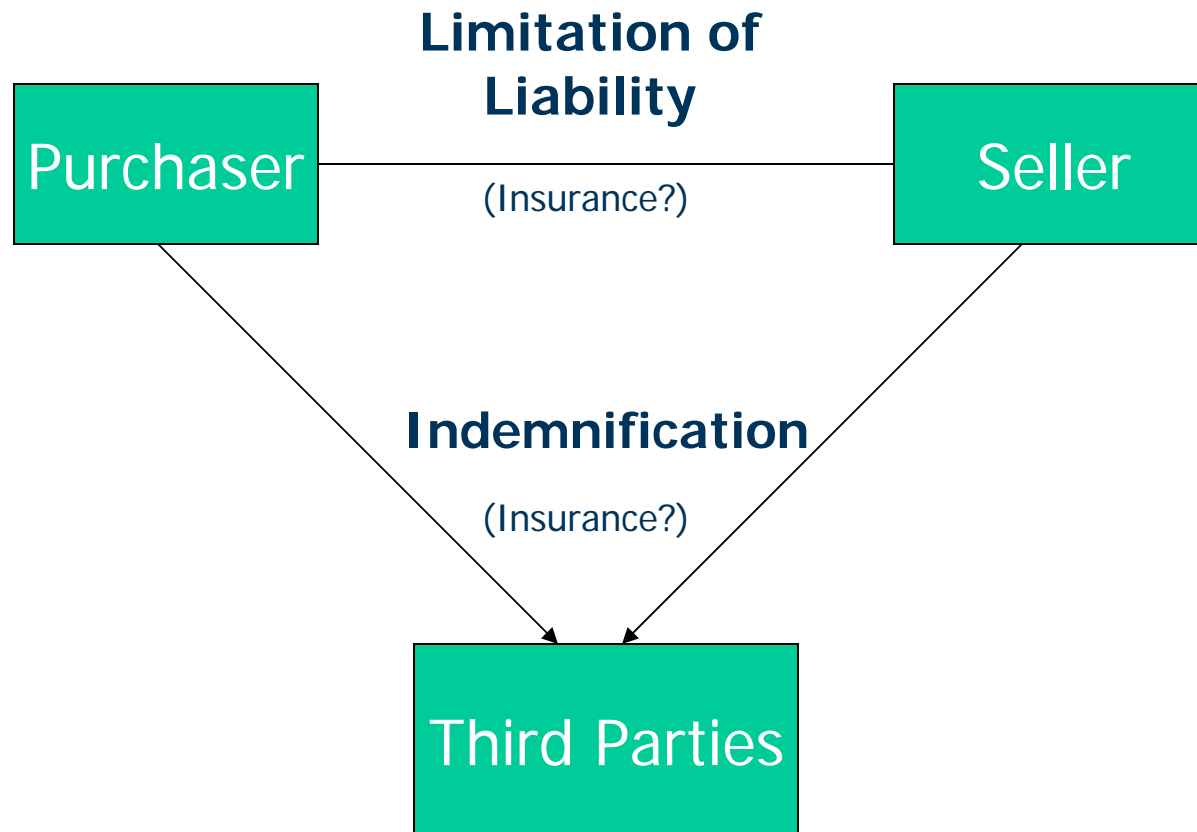 Limitation of
Liability
Purchaser
Seller
(Insurance?)
Indemnification
(Insurance?)
Third Parties